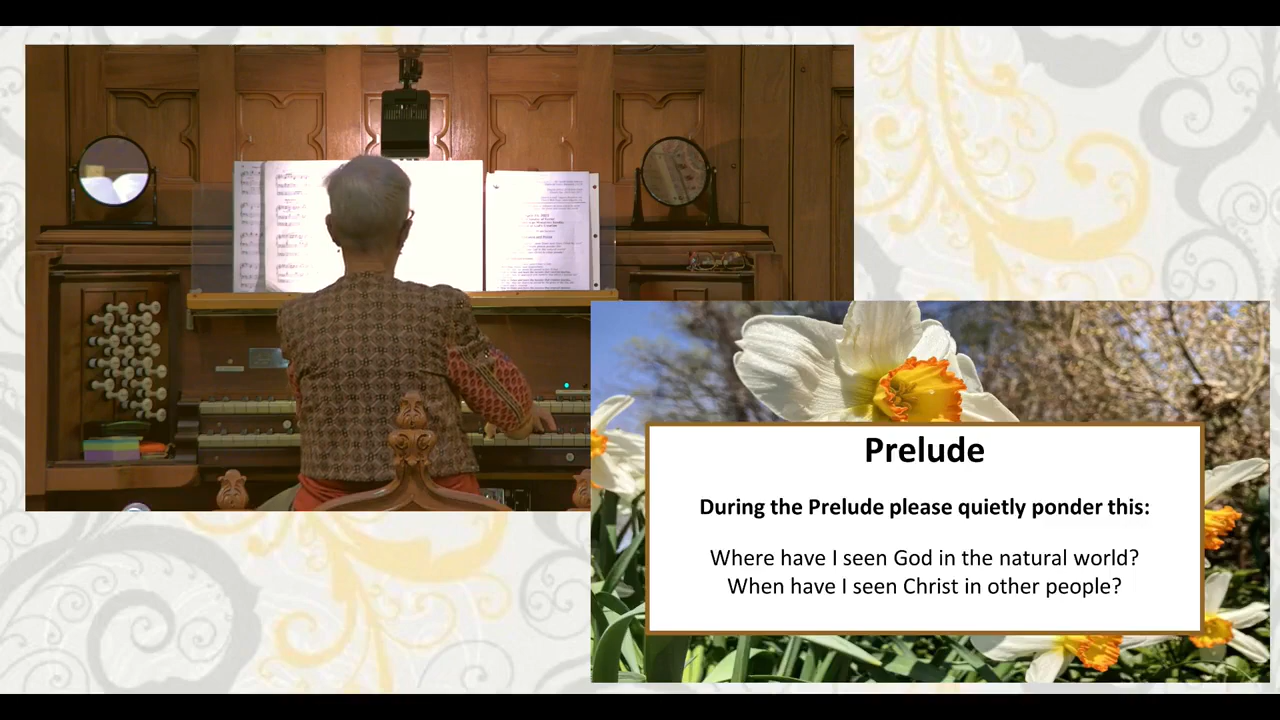 Prelude
During the Prelude please quietly ponder this:
Where have I seen God in the natural world?
When have I seen Christ in other people?